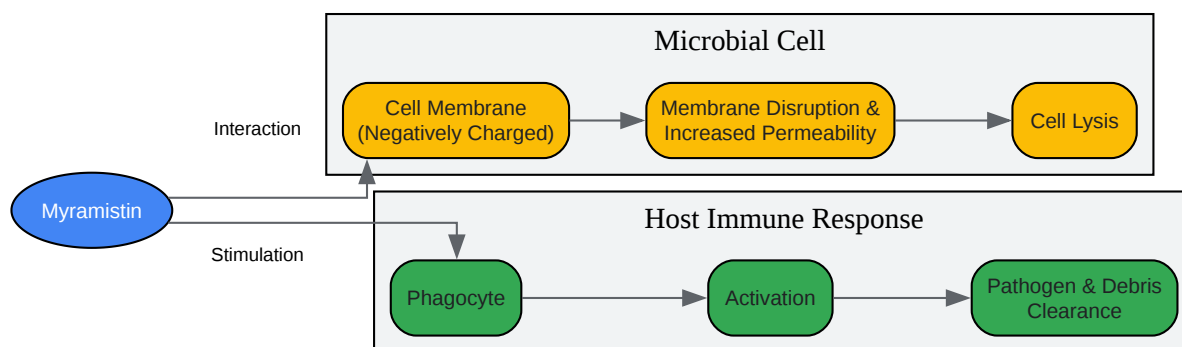 Microbial Cell
Cell Membrane
(Negatively Charged)
Membrane Disruption &
Increased Permeability
Cell Lysis
Interaction
Myramistin
Stimulation
Host Immune Response
Phagocyte
Activation
Pathogen & Debris
Clearance